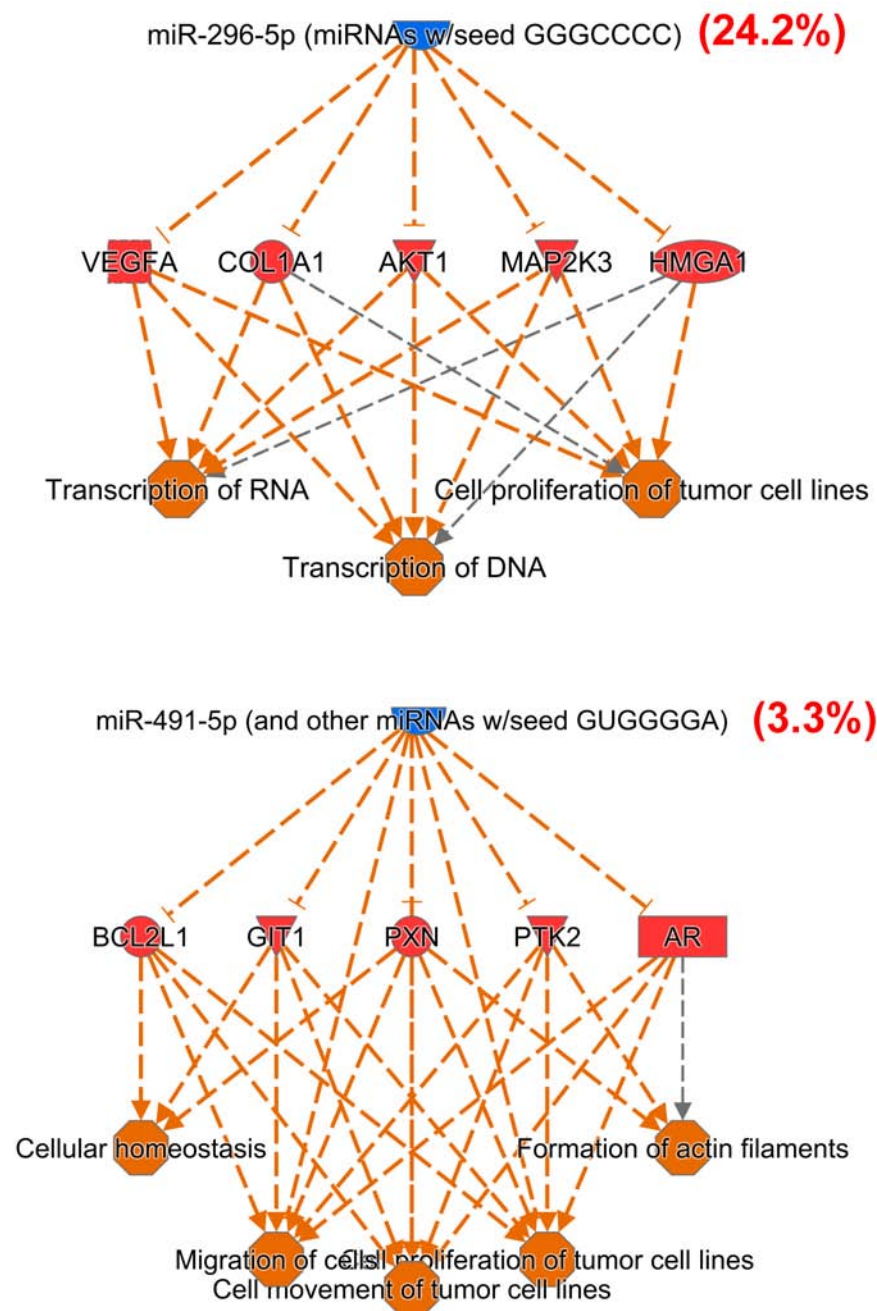 miR-296-5p (miRNAs w/seed GGGCCCC) (24.2%)
VEGFA COL1A1 AKT1 MAP2K3 HMGA1
Transcription of RNA Cell proliferation of tumor cell lines
Transcription of DNA
miR-491-5p (and other miRNAs w/seed GUGGGGA) (3.3%)
BCL2L1 GIT1 PXN PTK2 AR
Cellular homeostasis Formation of actin filaments
Migration of cells Cell proliferation of tumor cell lines
Cell movement of tumor cell lines